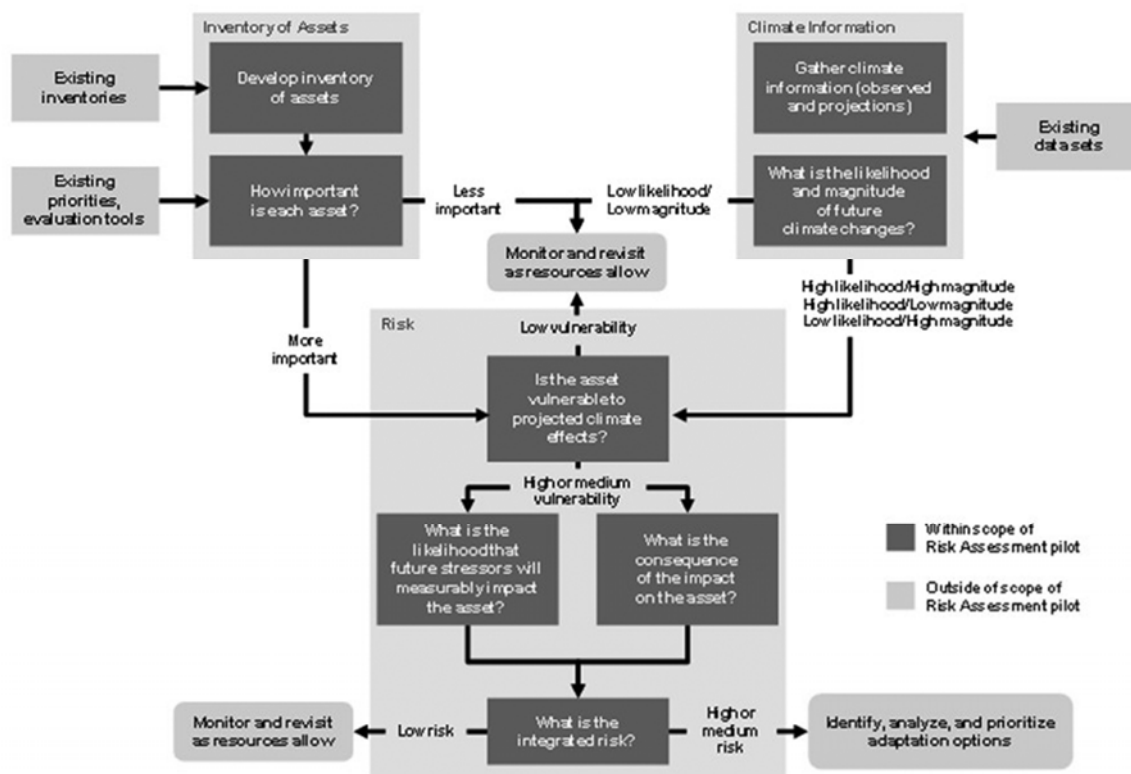 Inventory of Assets
Existing
inventories
Develop inventory
of assets
Existing
priorities,
evaluation tools
How important
is each asset?
Less
important
More
important
Climate Information
Gather climate
information (observed
and projections)
Existing
data sets
What is the likelihood
and magnitude
of future
climate changes?
Low likelihood/
Low magnitude
Monitor and revisit
as resources allow
High likelihood/High magnitude
High likelihood/Low magnitude
Low likelihood/High magnitude
Risk
Low vulnerability
Is the asset
vulnerable to
projected climate
effects?
High or medium
vulnerability
What is the
likelihood that
future stressors will
measurably impact
the asset?
What is the
consequence
of the impact
on the asset?
Within scope of
Risk Assessment pilot
Outside of scope of
Risk Assessment pilot
Monitor and revisit
as resources allow
Low risk
What is the
integrated risk?
High or
medium
risk
Identify, analyze, and prioritize
adaptation options